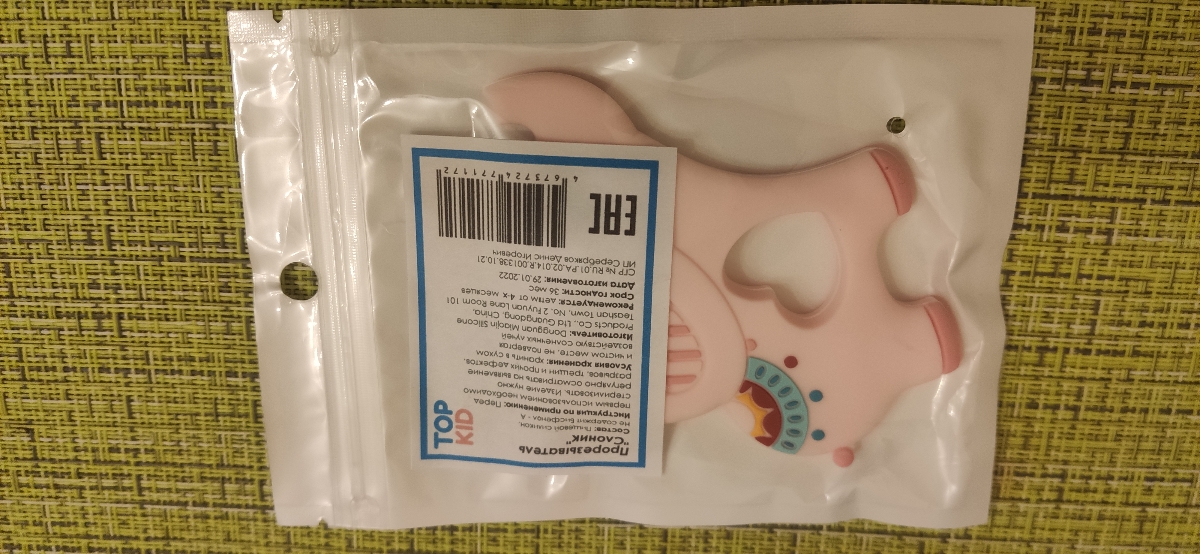 Прорезыватель
"Слоник"
TOP
KID
Состав: Пищевой силикон.
Не содержит Бисфенол - А
Инструкция по применению: Перед
первым использованием необходимо
стерилизовать. Изделие нужно
регулярно осматривать на выявление
разрывов, трещин и прочих дефектов.
Условия хранения: хранить в сухом
и чистом месте, не подвергая
воздействую солнечных лучей
Изготовитель: Dongguan Miaojin Silicone
Products Co., Ltd Guangdong, China,
Teashan Town, No. 2 Fuyuan Lane Room 101
Рекомендуется: детям от 4-х месяцев
Срок годности: 36 мес
Дата изготовления: 29.01.2022
СГР № RU.01.РА.02.014.R.001338.10.21
ИП Серебряков Денис Игоревич
EAC
4 673724 771172